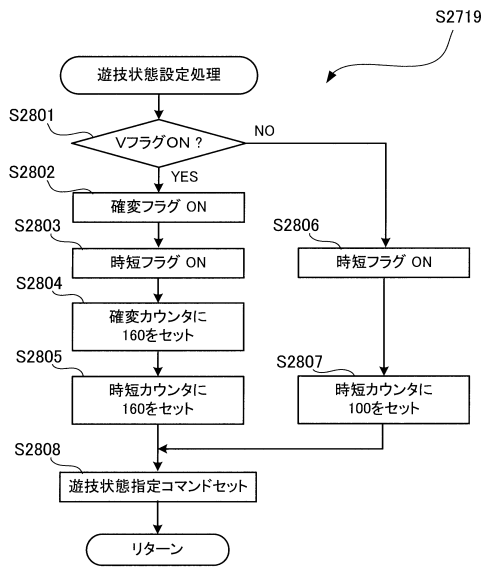 S2719
遊技状態設定処理
S2801
VフラグON?
NO
YES
S2802
確変フラグ ON
S2803
時短フラグ ON
S2804
確変カウンタに
160をセット
S2805
時短カウンタに
160をセット
S2806
時短フラグ ON
S2807
時短カウンタに
100をセット
S2808
遊技状態指定コマンドセット
リターン